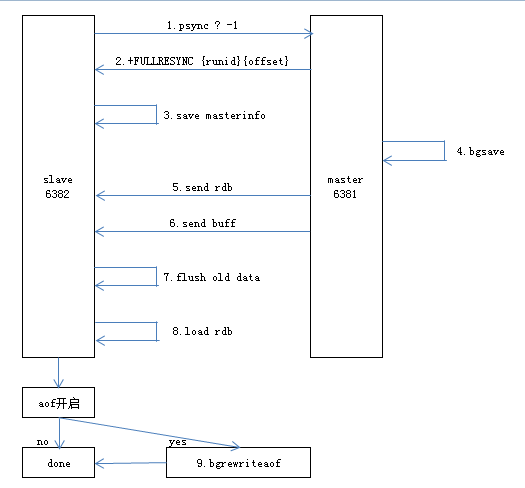 1.psync ? -1
2.+FULLRESYNC {runid}{offset}
3.save masterinfo
4.bgsave
slave
6382
master
6381
5.send rdb
6.send buff
7.flush old data
8.load rdb
aof开启
no
yes
done
9.bgrewriteaof